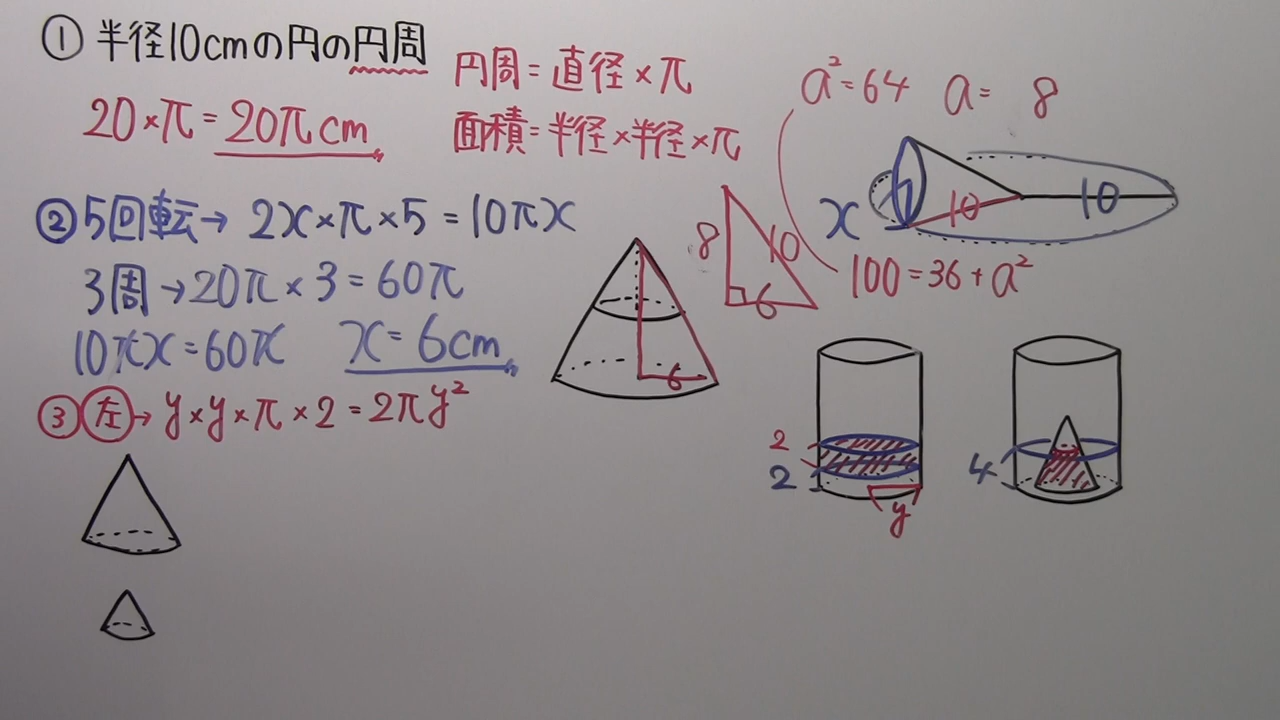 ① 半径10cmの円の円周
20×π=20πcm
円周=直径×π
面積=半径×半径×π
a²=64 a= 8
②5回転→ 2x×π×5=10πx
3周→20π×3=60π
10πx=60π x=6cm
③左→ y×y×π×2=2πy²
6
8
10
6
100=36+a²
x
10
10
2
2
y
4